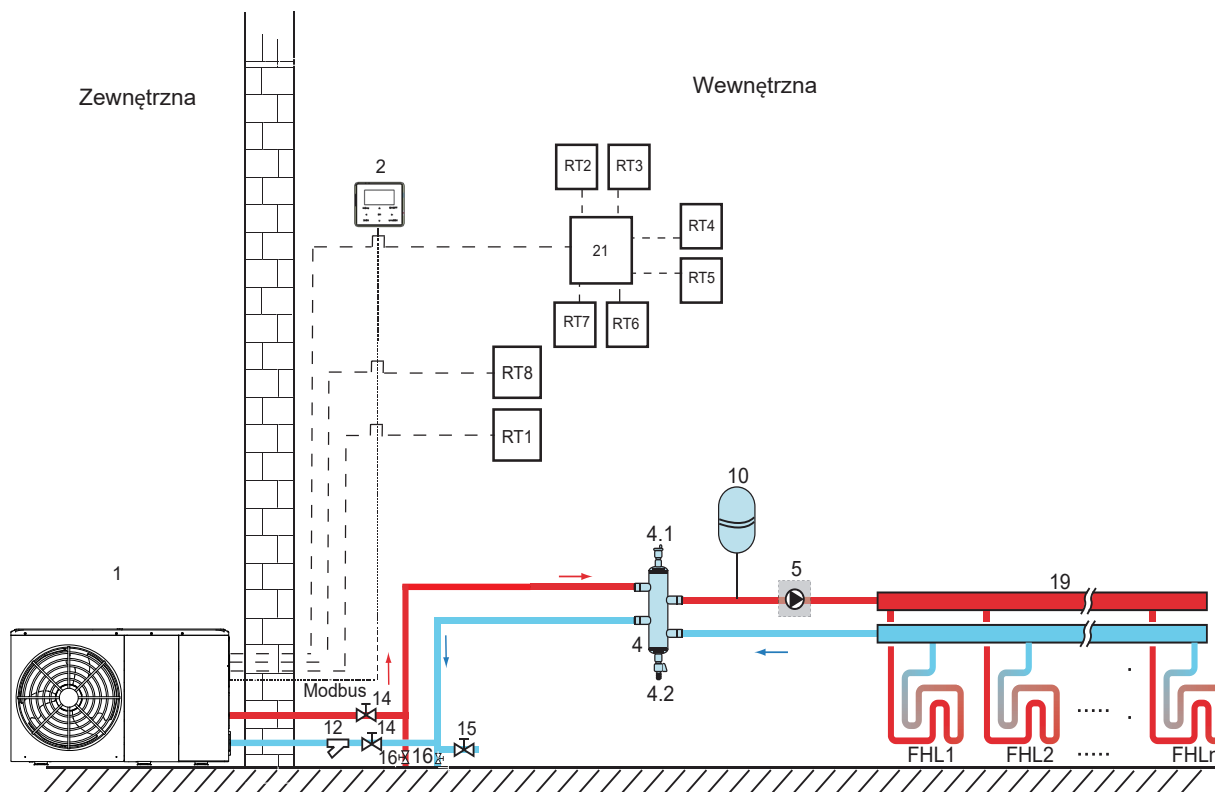 Zewnętrzna
Wewnętrzna
2
RT2
RT3
RT4
21
RT5
RT7
RT6
RT8
RT1
10
4.1
1
5
19
4
4.2
Modbus
14
12
14
15
16
16
FHL1
FHL2
.....
.....
FHLn